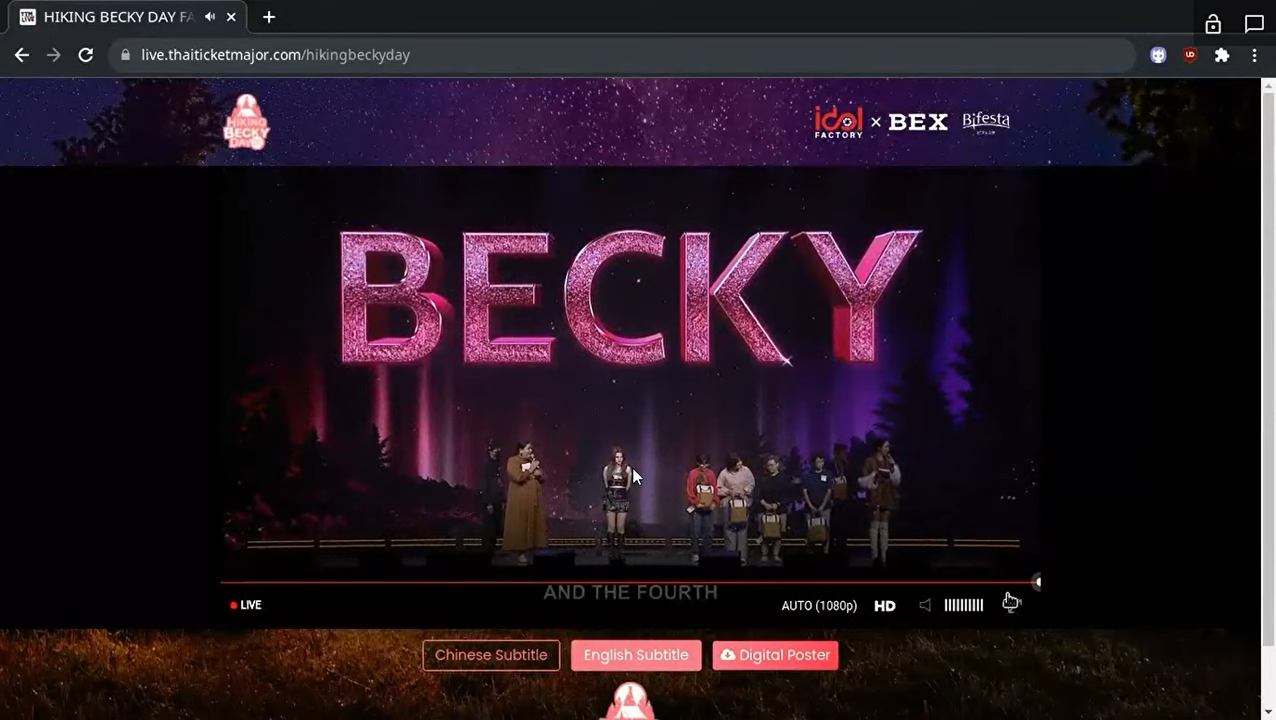 HIKING BECKY DAY FA
live.thaiticketmajor.com/hikingbeckyday
HIKING
BECKY
DAY
idol
FACTORY
×
BEX
Bifesta
BECKY
AND THE FOURTH
LIVE
AUTO (1080p)
HD
Chinese Subtitle
English Subtitle
Digital Poster